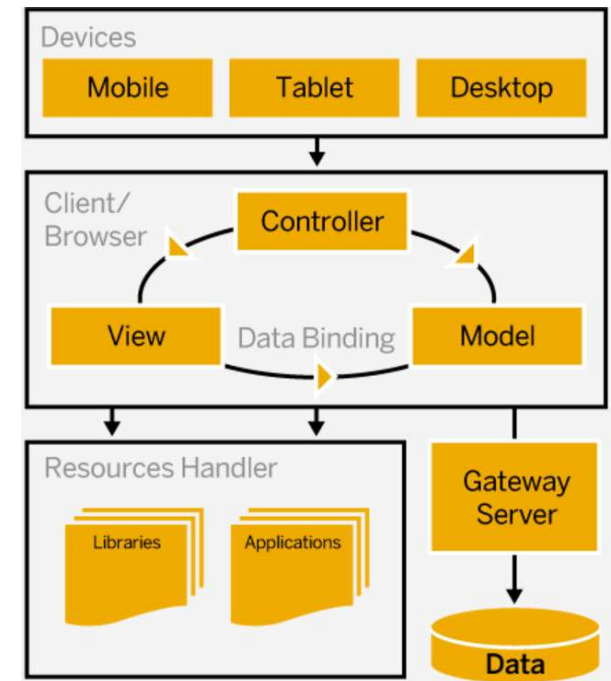 Devices
Mobile
Tablet
Desktop
Client/
Browser
Controller
View
Data Binding
Model
Resources Handler
Libraries
Applications
Gateway
Server
Data